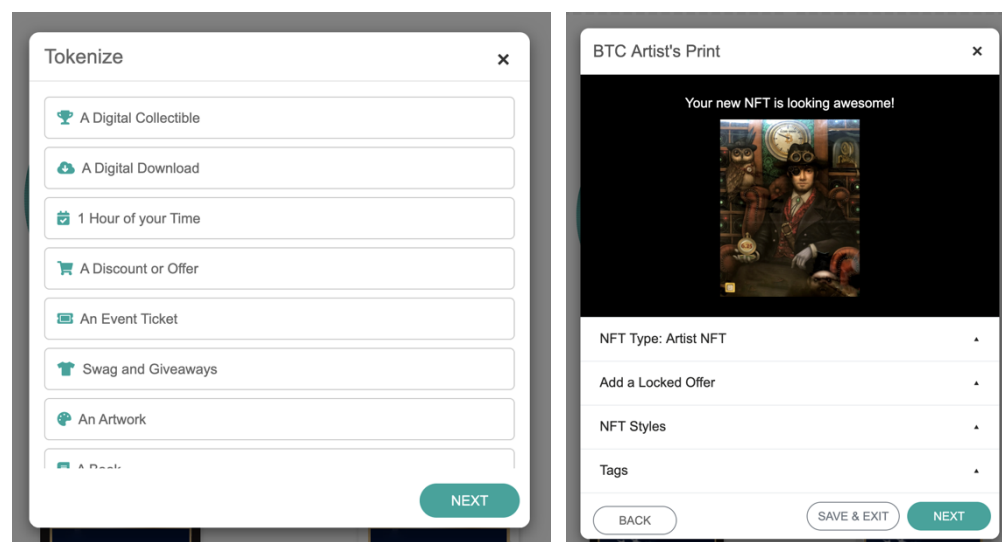 Tokenize
A Digital Collectible
A Digital Download
1 Hour of your Time
A Discount or Offer
An Event Ticket
Swag and Giveaways
An Artwork
A Book
NEXT
BTC Artist's Print
Your new NFT is looking awesome!
NFT Type: Artist NFT
Add a Locked Offer
NFT Styles
Tags
BACK
SAVE & EXIT
NEXT